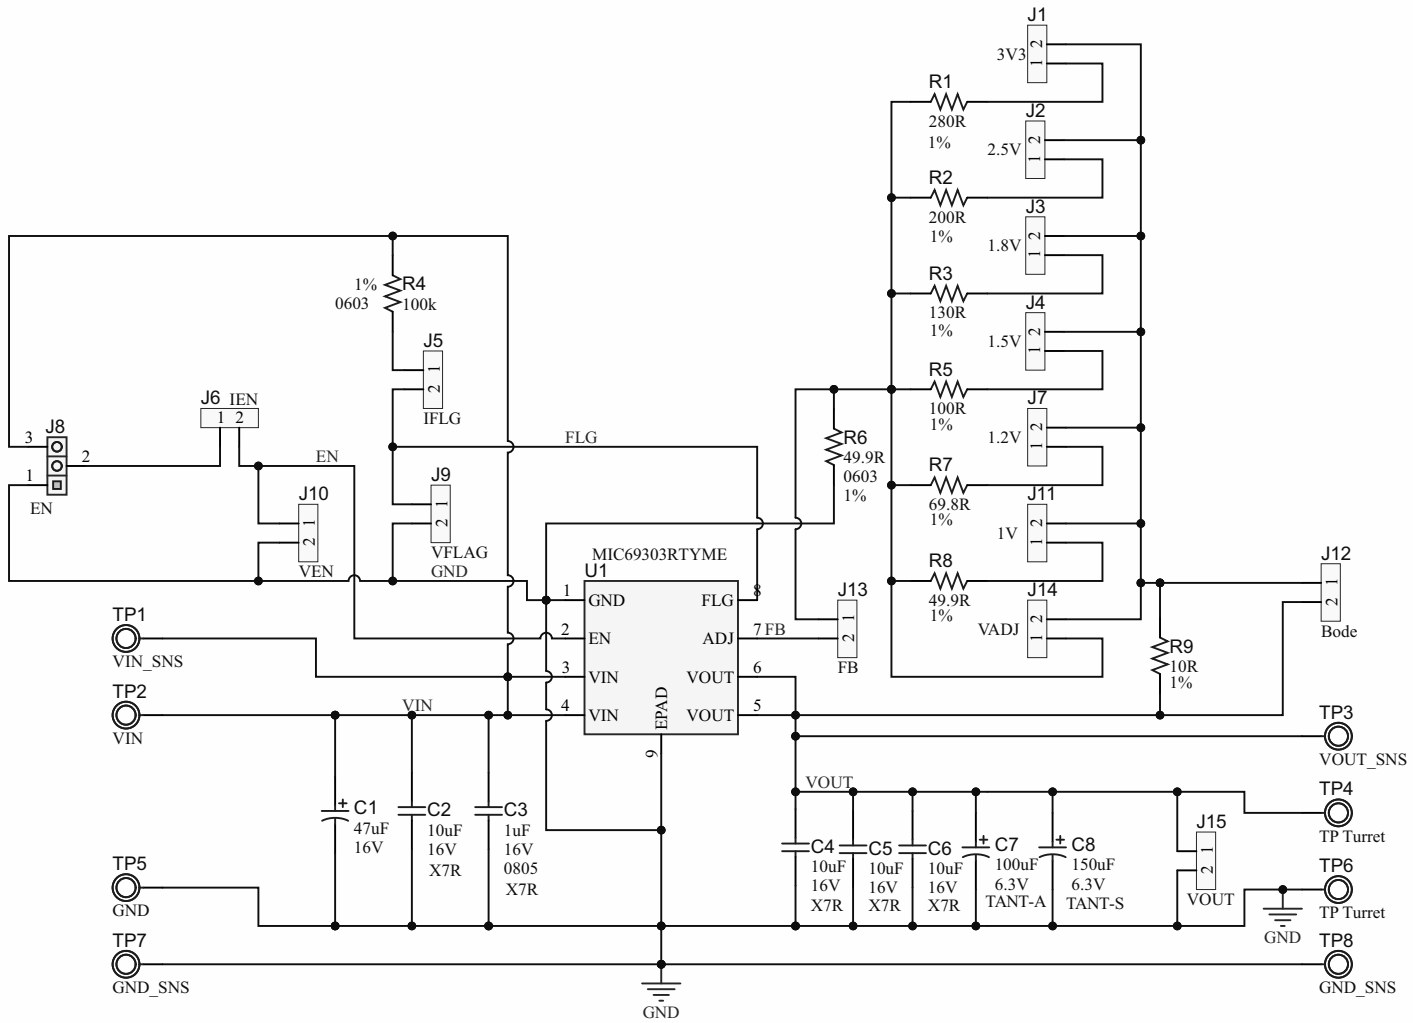 J1
3V3
1 2
R1
280R
1%
J2
2.5V
1 2
R2
200R
1%
J3
1.8V
1 2
R3
130R
1%
J4
1.5V
1 2
R5
100R
1%
J7
1.2V
1 2
R7
69.8R
1%
J11
1V
1 2
R8
49.9R
1%
J14
VADJ
1 2
1%
0603
R4
100k
J5
1
2
IFLG
J6 IEN
1 2
J8
3
2
1
EN
EN
FLG
J9
1
2
VFLAG
GND
J10
1
2
VEN
R6
49.9R
0603
1%
MIC69303RTYME
U1
1 GND
2 EN
3 VIN
4 VIN
FLG 8
ADJ 7 FB
VOUT 6
VOUT 5
EPAD
9
J13
1
2
FB
J12
1
2
Bode
R9
10R
1%
TP1
VIN_SNS
TP2
VIN
VIN
C1
47uF
16V
C2
10uF
16V
X7R
C3
1uF
16V
0805
X7R
VOUT
C4
10uF
16V
X7R
C5
10uF
16V
X7R
C6
10uF
16V
X7R
C7
100uF
6.3V
TANT-A
C8
150uF
6.3V
TANT-S
J15
1
2
VOUT
TP3
VOUT_SNS
TP4
TP Turret
TP6
TP Turret
GND
TP8
GND_SNS
TP5
GND
TP7
GND_SNS
GND